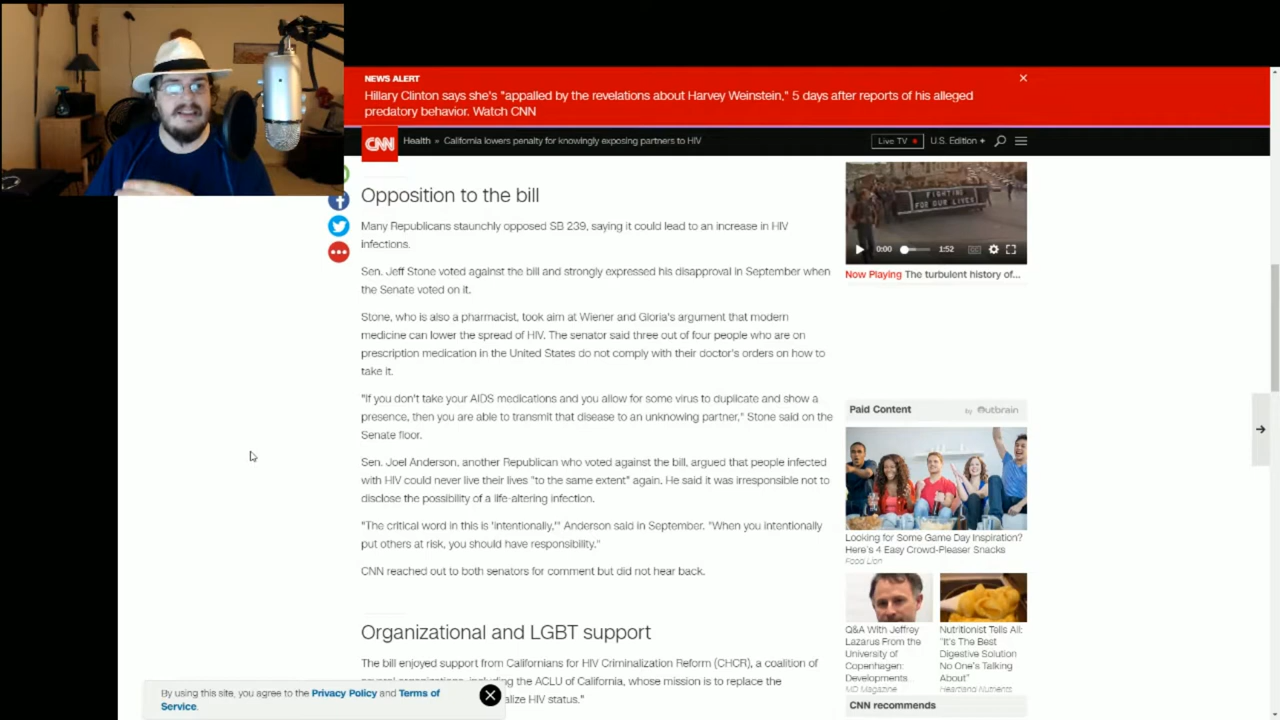 NEWS ALERT
Hillary Clinton says she's "appalled by the revelations about Harvey Weinstein," 5 days after reports of his alleged
predatory behavior. Watch CNN
CNN
Health » California lowers penalty for knowingly exposing partners to HIV
Live TV
U.S. Edition +
Opposition to the bill
Many Republicans staunchly opposed SB 239, saying it could lead to an increase in HIV
infections.
Sen. Jeff Stone voted against the bill and strongly expressed his disapproval in September when
the Senate voted on it.
Stone, who is also a pharmacist, took aim at Wiener and Gloria's argument that modern
medicine can lower the spread of HIV. The senator said three out of four people who are on
prescription medication in the United States do not comply with their doctor's orders on how to
take it.
"If you don't take your AIDS medications and you allow for some virus to duplicate and show a
presence, then you are able to transmit that disease to an unknowing partner," Stone said on the
Senate floor.
Sen. Joel Anderson, another Republican who voted against the bill, argued that people infected
with HIV could never live their lives "to the same extent" again. He said it was irresponsible not to
disclose the possibility of a life-altering infection.
"The critical word in this is 'intentionally,'" Anderson said in September. "When you intentionally
put others at risk, you should have responsibility."
CNN reached out to both senators for comment but did not hear back.
Organizational and LGBT support
The bill enjoyed support from Californians for HIV Criminalization Reform (CHCR), a coalition of
several organizations, including the ACLU of California, whose mission is to replace the
alize HIV status."
By using this site, you agree to the Privacy Policy and Terms of
Service.
FIGHTING
FOR OUR LIVES
0:00
1:52
Now Playing The turbulent history of...
Paid Content
by Outbrain
Looking for Some Game Day Inspiration?
Here's 4 Easy Crowd-Pleaser Snacks
Food Lion
Q&A With Jeffrey
Lazarus From the
University of
Copenhagen:
Developments...
MD Magazine
Nutritionist Tells All:
"It's The Best
Digestive Solution
No One's Talking
About"
Heartland Nutrients
CNN recommends